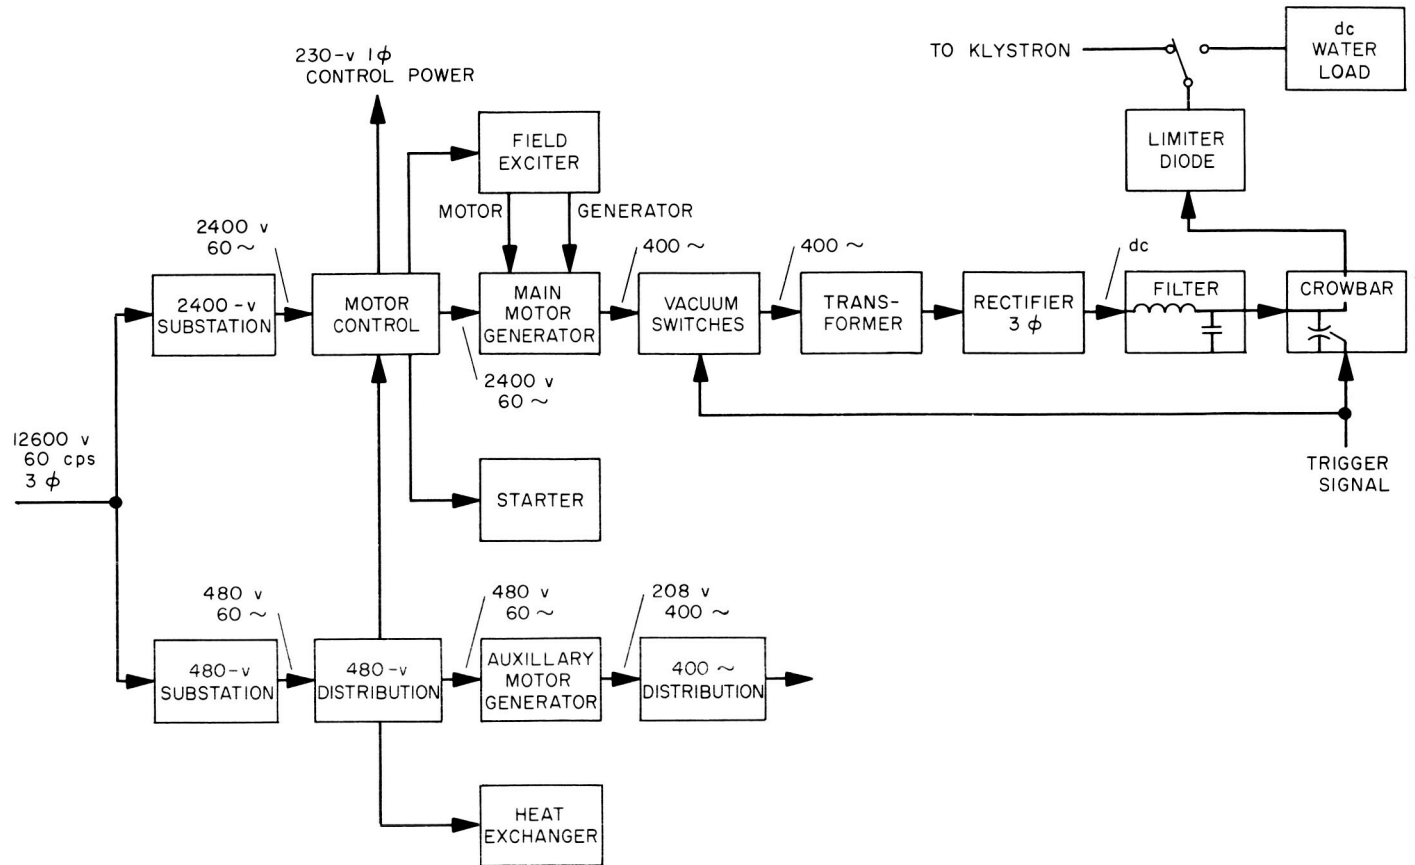 dc
WATER
LOAD
TO KLYSTRON
230-v 1ϕ
CONTROL POWER
LIMITER
DIODE
FIELD
EXCITER
MOTOR
GENERATOR
2400 v
60 ~
400 ~
400 ~
dc
2400-v
SUBSTATION
MOTOR
CONTROL
MAIN
MOTOR
GENERATOR
VACUUM
SWITCHES
TRANS-
FORMER
RECTIFIER
3 ϕ
FILTER
CROWBAR
2400 v
60 ~
12600 v
60 cps
3 ϕ
TRIGGER
SIGNAL
STARTER
480 v
60 ~
480 v
60 ~
208 v
400 ~
480-v
SUBSTATION
480-v
DISTRIBUTION
AUXILLARY
MOTOR
GENERATOR
400 ~
DISTRIBUTION
HEAT
EXCHANGER